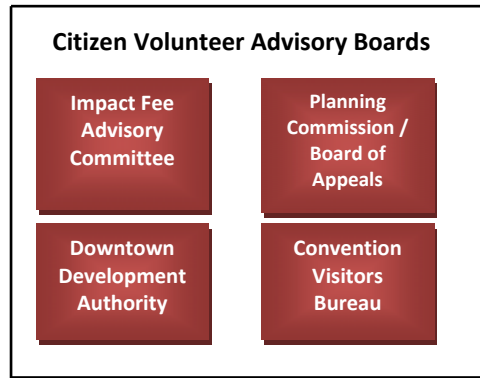 Citizen Volunteer Advisory Boards
Impact Fee
Advisory
Committee
Planning
Commission /
Board of
Appeals
Downtown
Development
Authority
Convention
Visitors
Bureau